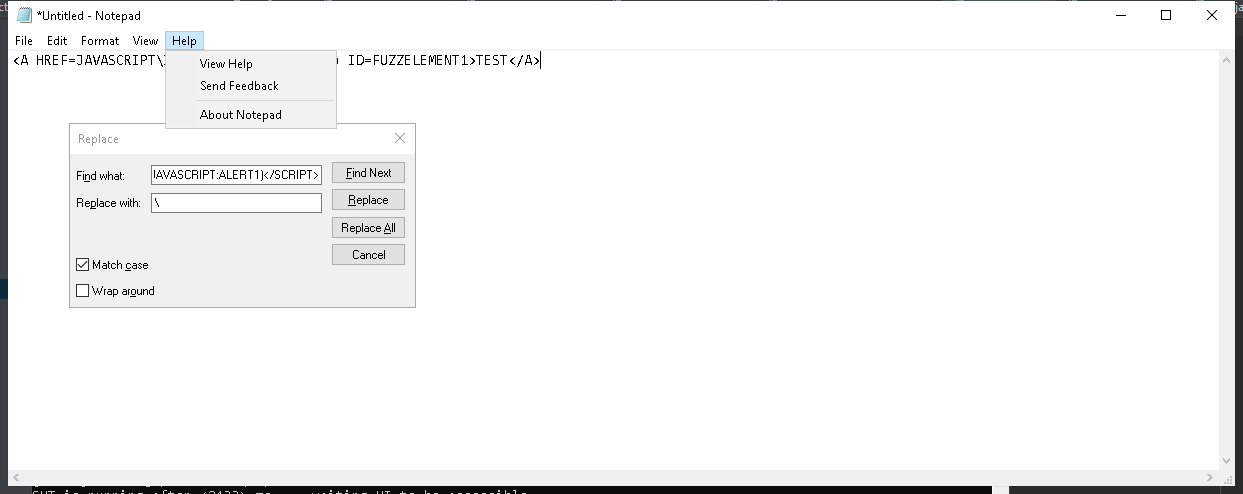 *Untitled - Notepad
File Edit Format View Help
<A HREF=JAVASCRIPT\ ID=FUZZELEMENT1>TEST</A>
View Help
Send Feedback
About Notepad
Replace
Find what: JAVASCRIPT:ALERT1)</SCRIPT> Find Next
Replace with: \ Replace
Replace All
Cancel
Match case
Wrap around